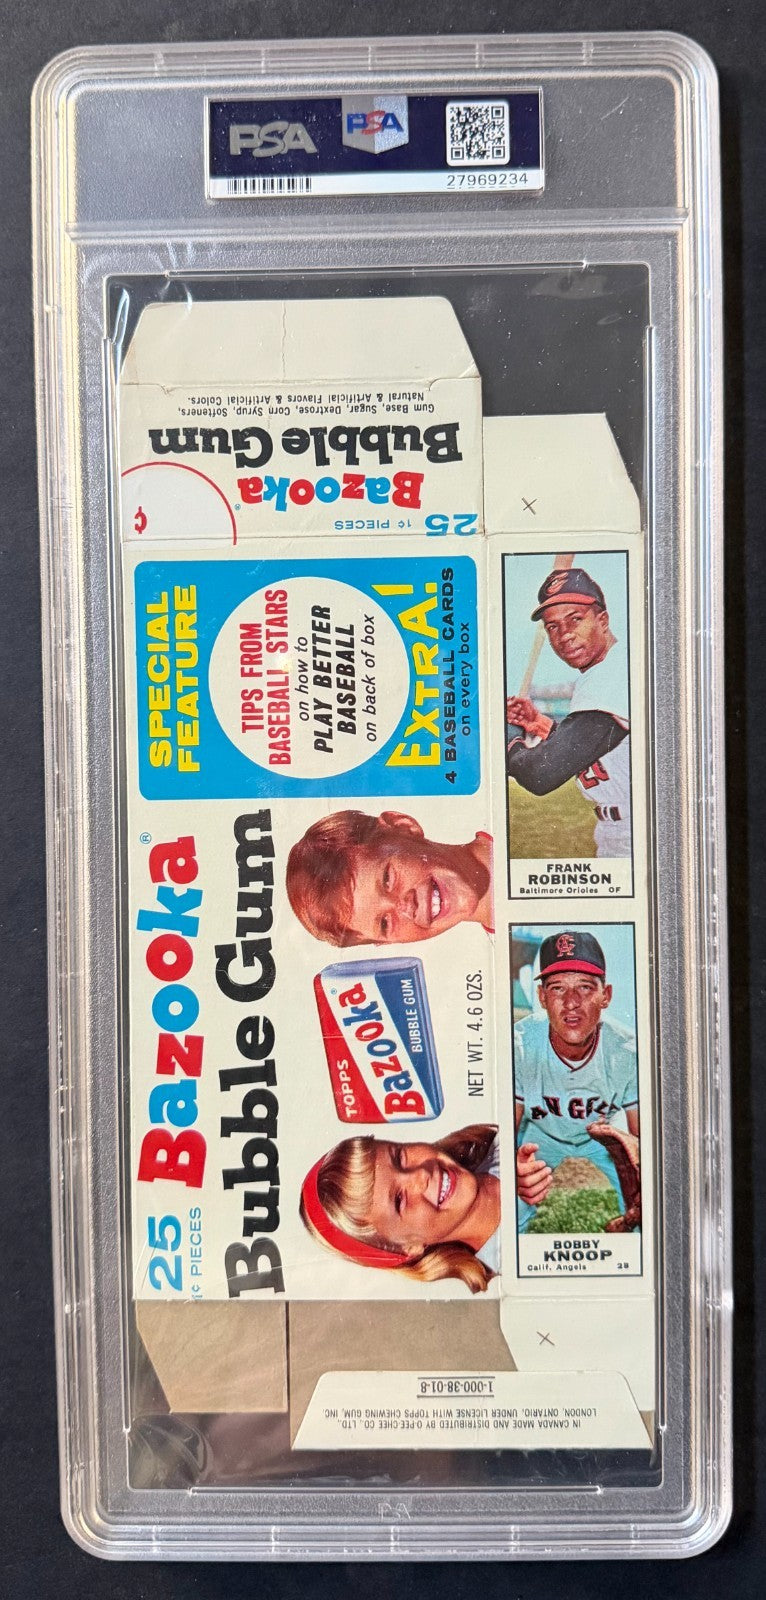 PSA
PSA
27969234
Gum Base, Sugar, Dextrose, Corn Syrup, Softeners,
Natural & Artificial Flavors & Artificial Colors.
Bazooka®
Bubble Gum
25
1¢ PIECES
¢
SPECIAL
FEATURE
TIPS FROM
BASEBALL STARS
on how to
PLAY BETTER
BASEBALL
on back of box
EXTRA!
4 BASEBALL CARDS
on every box
25
1¢ PIECES
Bazooka®
Bubble Gum
TOPPS
Bazooka®
BUBBLE GUM
NET WT. 4.6 OZS.
X
FRANK
ROBINSON
Baltimore Orioles OF
CA
ANGELS
BOBBY
KNOOP
Calif. Angels 2B
X
IN CANADA MADE AND DISTRIBUTED BY O-PEE-CHEE CO., LTD.,
LONDON, ONTARIO, UNDER LICENSE WITH TOPPS CHEWING GUM, INC.
1-000-38-01-8
PSA